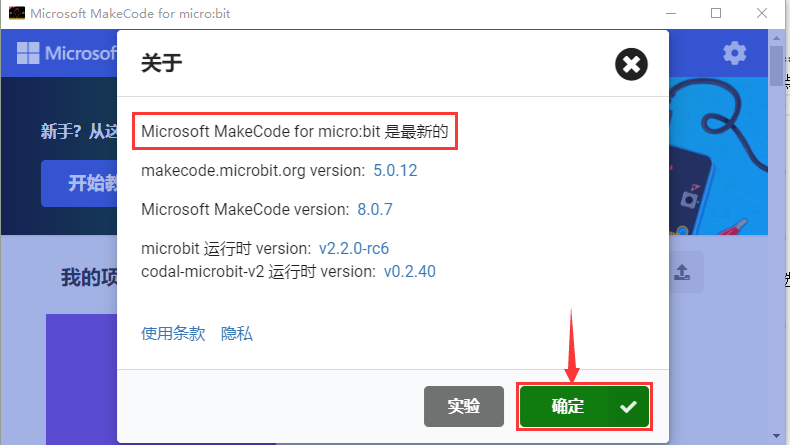 Microsoft MakeCode for micro:bit
Microsoft
关于
新手？从这
Microsoft MakeCode for micro:bit 是最新的
开始教
makecode.microbit.org version: 5.0.12
Microsoft MakeCode version: 8.0.7
microbit 运行时 version: v2.2.0-rc6
我的项
codal-microbit-v2 运行时 version: v0.2.40
使用条款 隐私
实验 确定